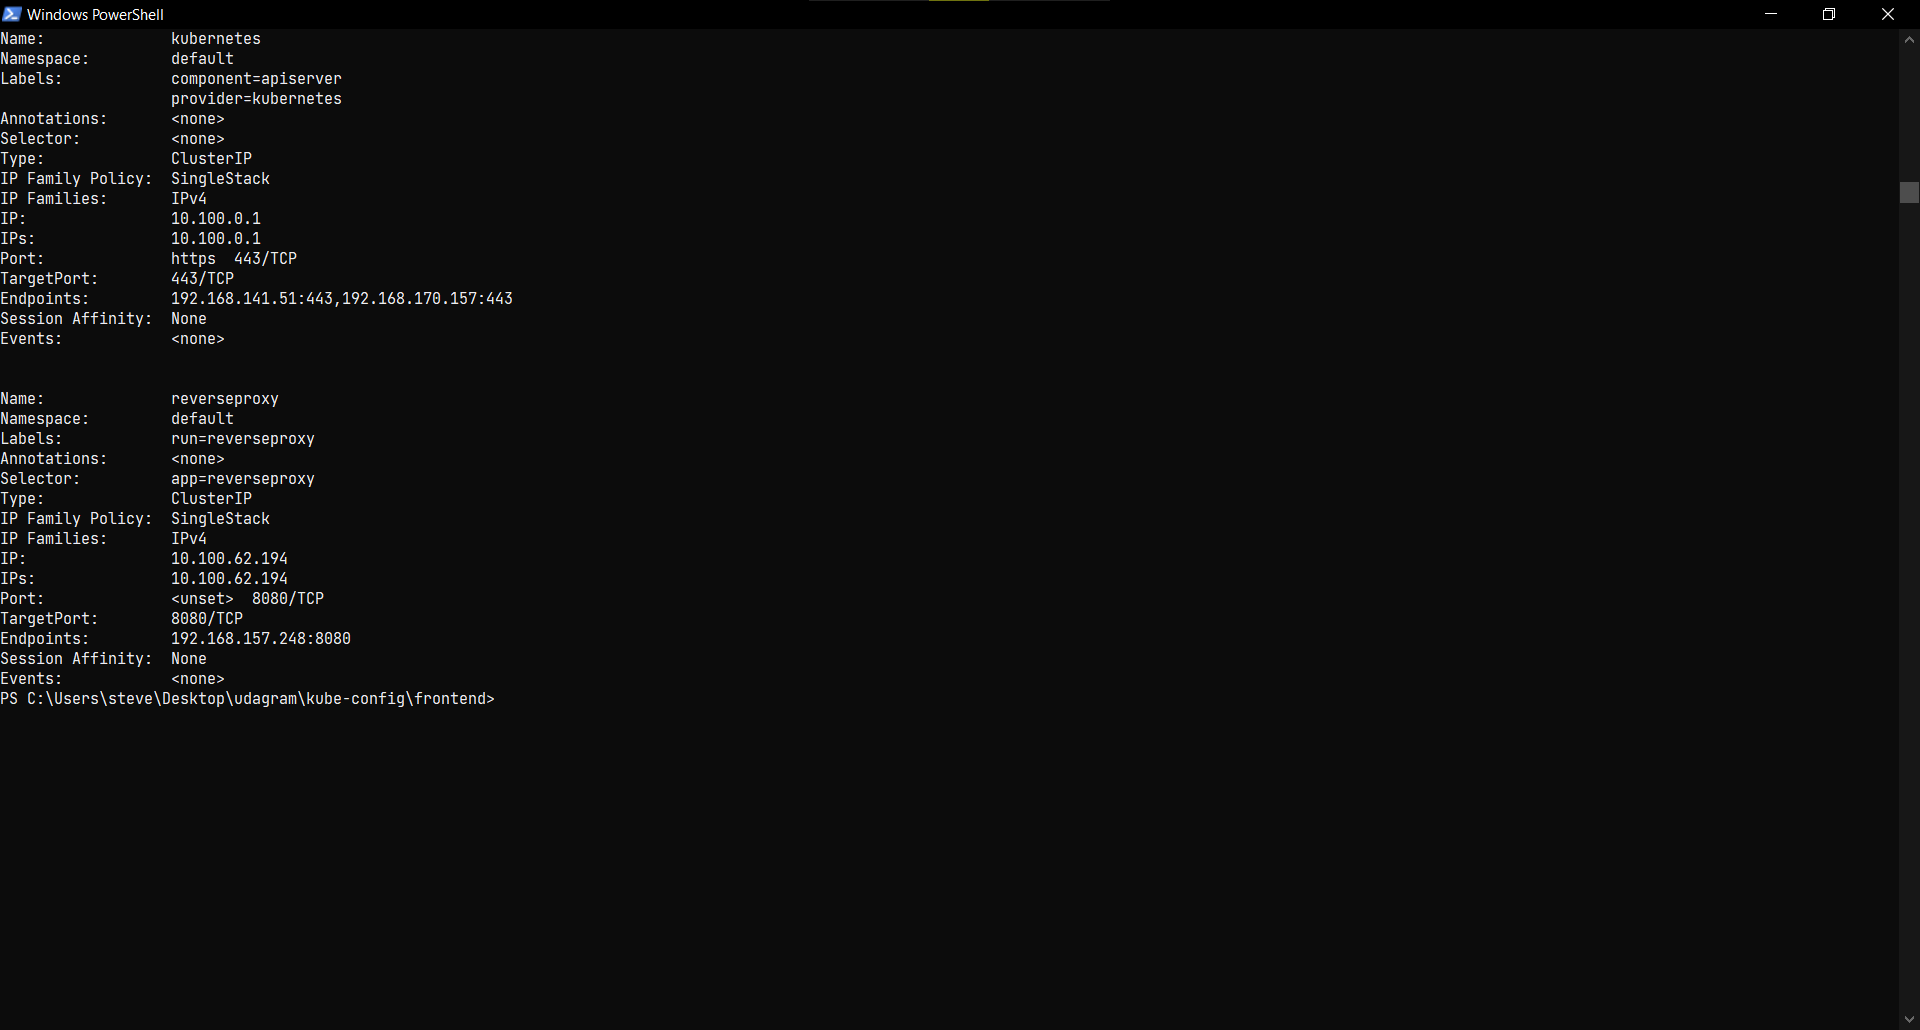 Windows PowerShell
Name:              kubernetes
Namespace:         default
Labels:            component=apiserver
                   provider=kubernetes
Annotations:       <none>
Selector:          <none>
Type:              ClusterIP
IP Family Policy:  SingleStack
IP Families:       IPv4
IP:                10.100.0.1
IPs:               10.100.0.1
Port:              https  443/TCP
TargetPort:        443/TCP
Endpoints:         192.168.141.51:443,192.168.170.157:443
Session Affinity:  None
Events:            <none>
Name:              reverseproxy
Namespace:         default
Labels:            run=reverseproxy
Annotations:       <none>
Selector:          app=reverseproxy
Type:              ClusterIP
IP Family Policy:  SingleStack
IP Families:       IPv4
IP:                10.100.62.194
IPs:               10.100.62.194
Port:              <unset>  8080/TCP
TargetPort:        8080/TCP
Endpoints:         192.168.157.248:8080
Session Affinity:  None
Events:            <none>
PS C:\Users\steve\Desktop\udagram\kube-config\frontend>